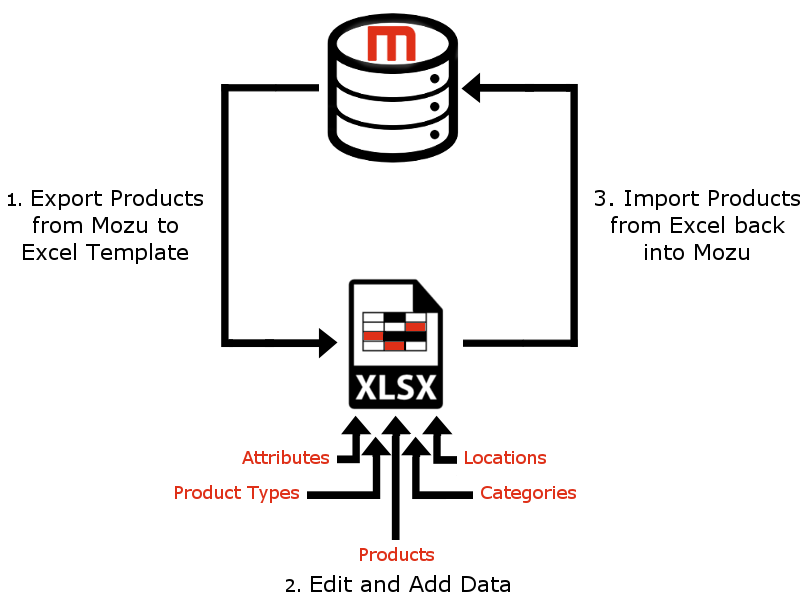 m
1. Export Products
from Mozu to
Excel Template
3. Import Products
from Excel back
into Mozu
XLSX
Attributes
Locations
Product Types
Categories
Products
2. Edit and Add Data